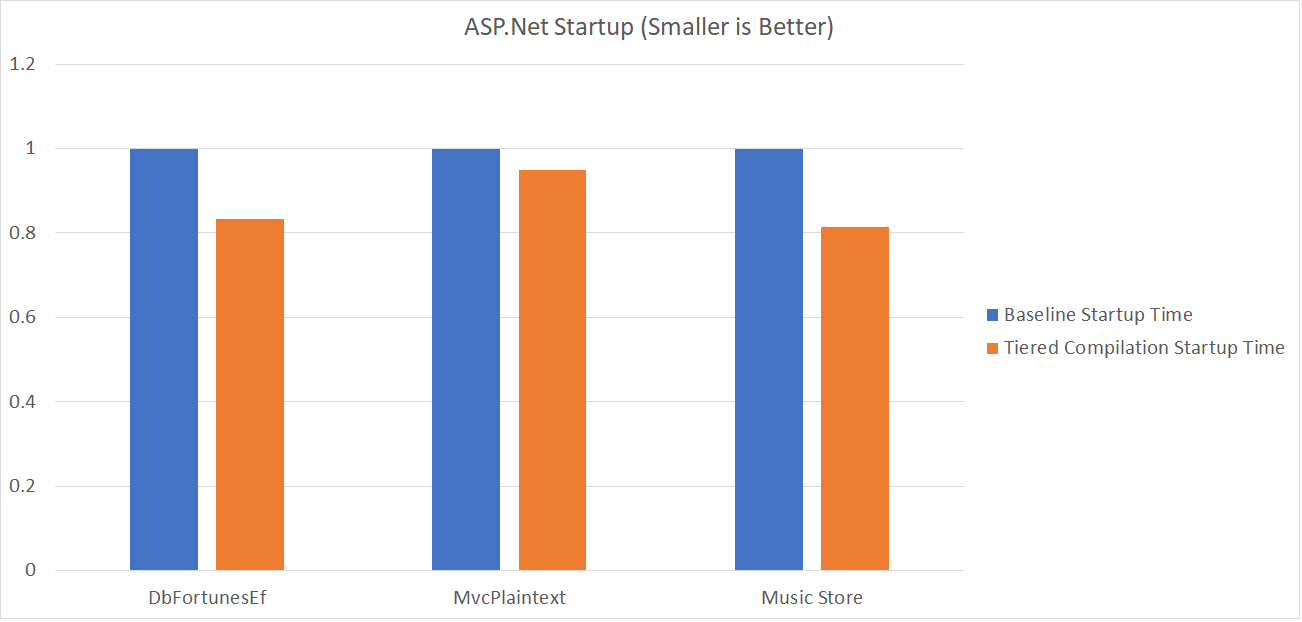 ASP.Net Startup (Smaller is Better)
1.2
1
0.8
0.6
0.4
0.2
0
DbFortunesEf
MvcPlaintext
Music Store
Baseline Startup Time
Tiered Compilation Startup Time